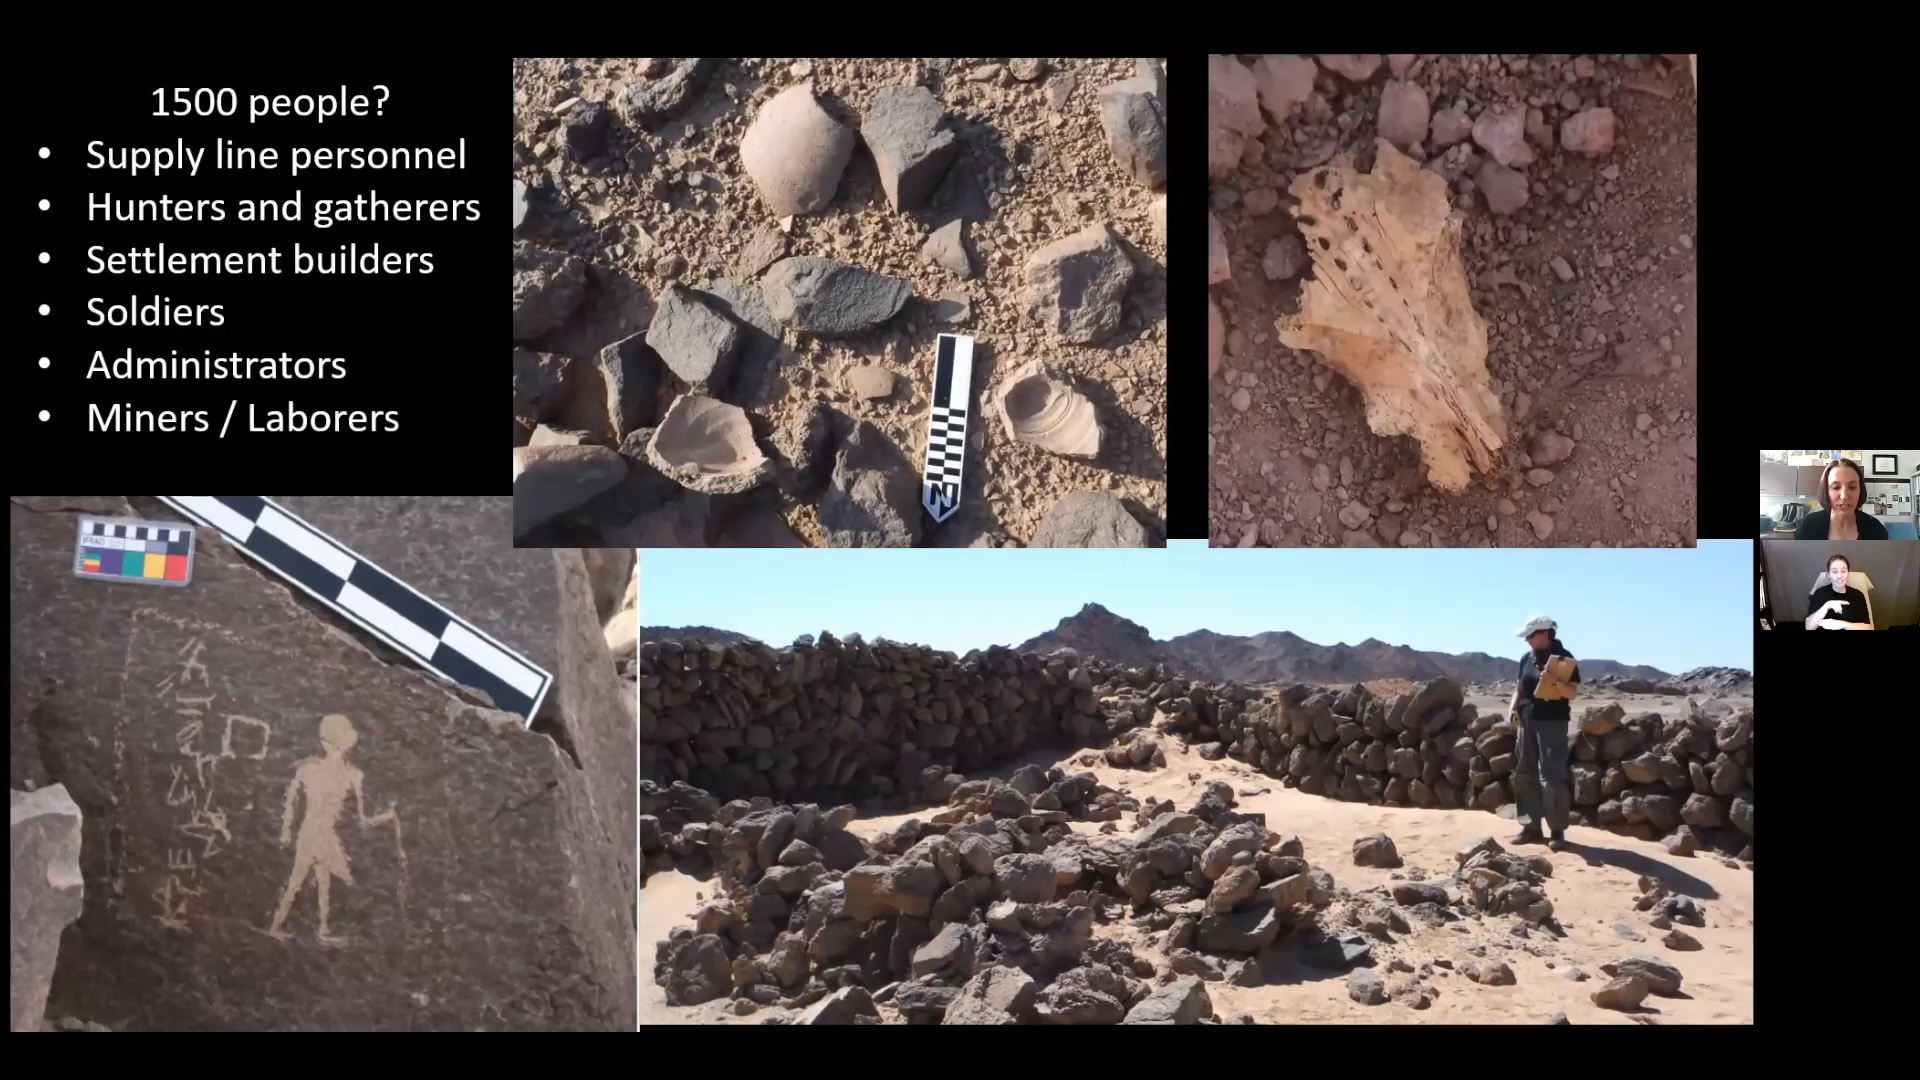 1500 people?
• Supply line personnel
• Hunters and gatherers
• Settlement builders
• Soldiers
• Administrators
• Miners / Laborers
N